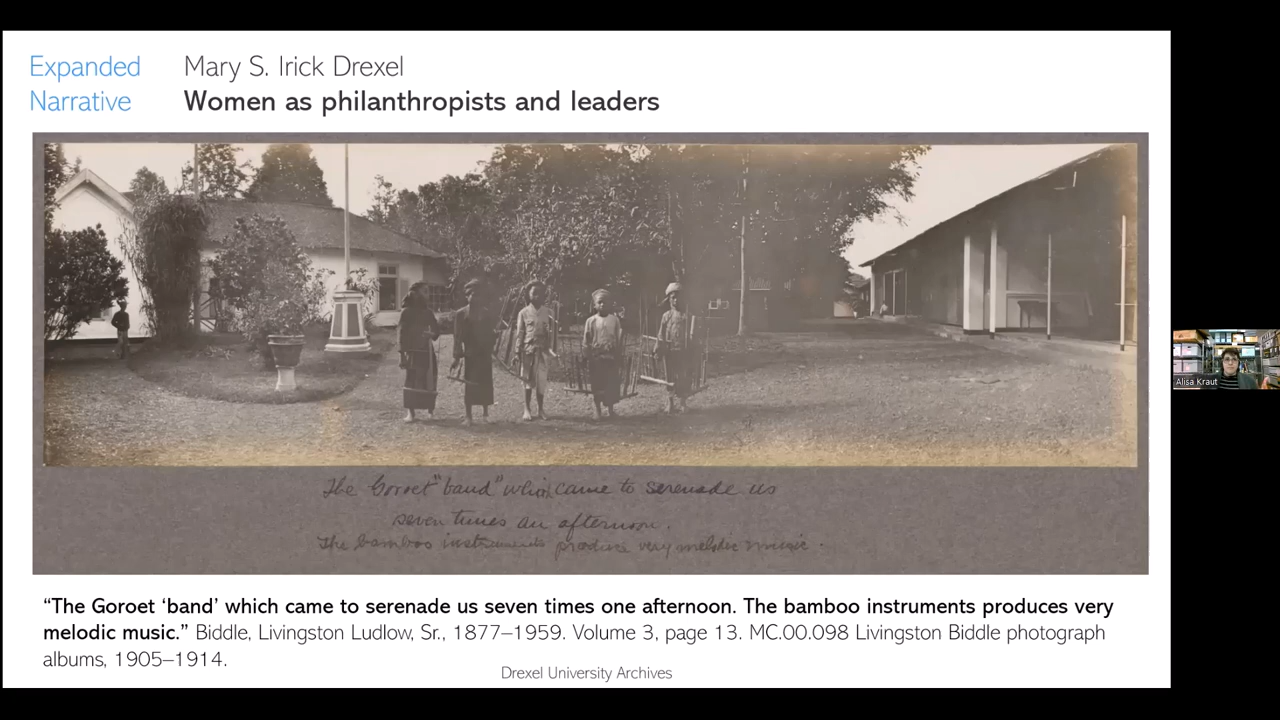 Expanded
Narrative
Mary S. Irick Drexel
Women as philanthropists and leaders
The Goroet "band" which came to serenade us
seven times an afternoon.
The bamboo instruments produce very melodic music.
“The Goroet ‘band’ which came to serenade us seven times one afternoon. The bamboo instruments produces very
melodic music.” Biddle, Livingston Ludlow, Sr., 1877–1959. Volume 3, page 13. MC.00.098 Livingston Biddle photograph
albums, 1905–1914.
Drexel University Archives
Alisa Kraut